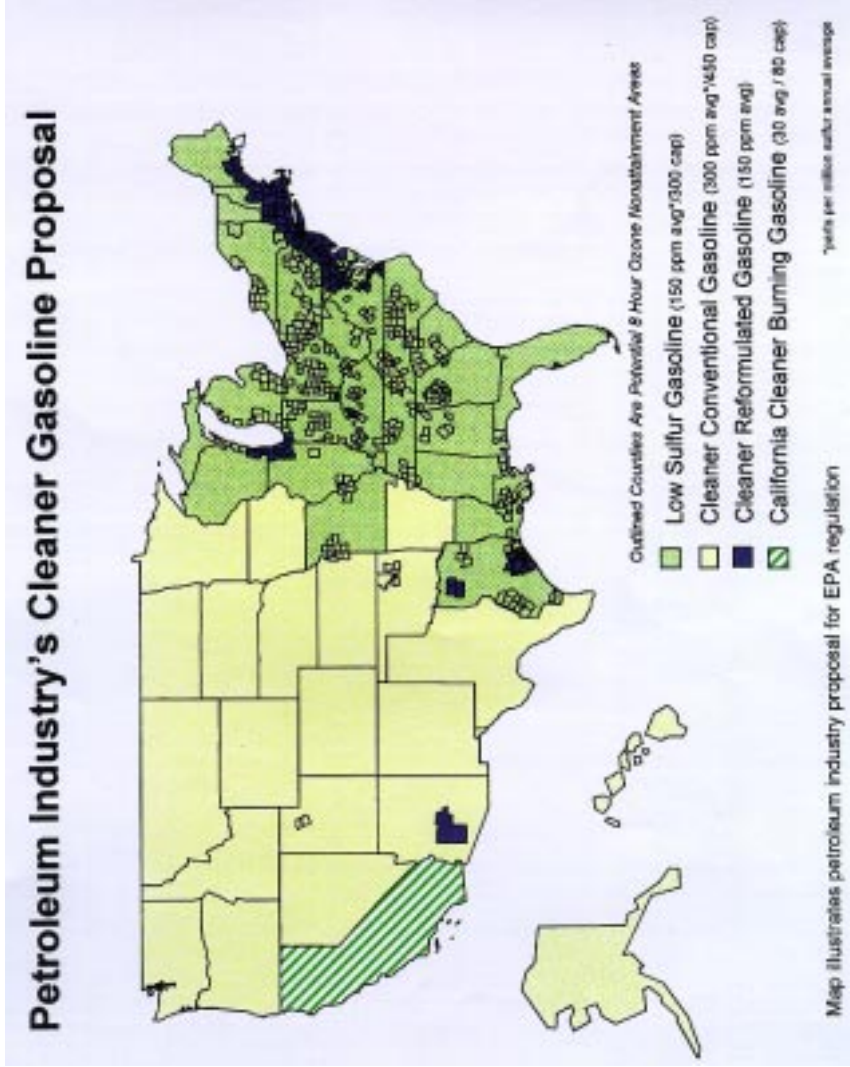 Petroleum Industry's Cleaner Gasoline Proposal
Outlined Counties Are Potential 8 Hour Ozone Nonattainment Areas
Low Sulfur Gasoline (150 ppm avg*/300 cap)
Cleaner Conventional Gasoline (300 ppm avg*/450 cap)
Cleaner Reformulated Gasoline (150 ppm avg)
California Cleaner Burning Gasoline (30 avg / 80 cap)
*parts per million sulfur annual average
Map illustrates petroleum industry proposal for EPA regulation